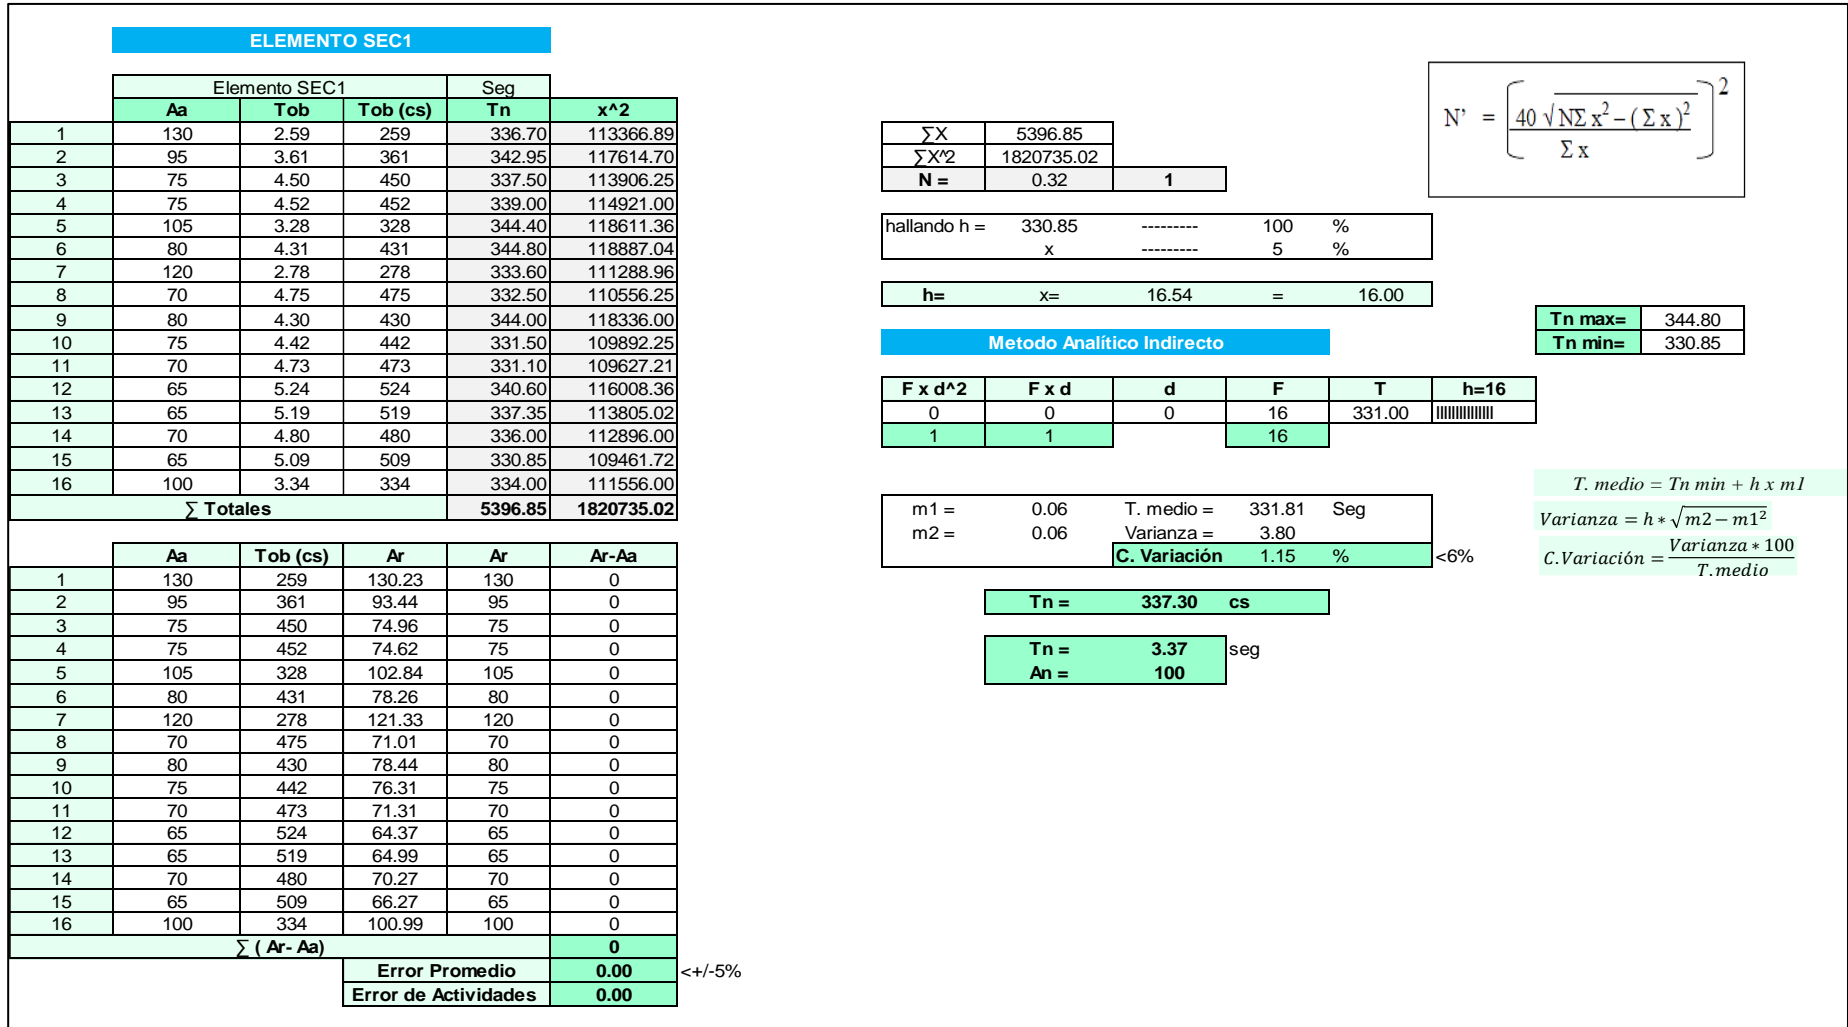 ELEMENTO SEC1
Elemento SEC1 Seg
Aa Tob Tob (cs) Tn x^2
1 130 2.59 259 336.70 113366.89
2 95 3.61 361 342.95 117614.70
3 75 4.50 450 337.50 113906.25
4 75 4.52 452 339.00 114921.00
5 105 3.28 328 344.40 118611.36
6 80 4.31 431 344.80 118887.04
7 120 2.78 278 333.60 111288.96
8 70 4.75 475 332.50 110556.25
9 80 4.30 430 344.00 118336.00
10 75 4.42 442 331.50 109892.25
11 70 4.73 473 331.10 109627.21
12 65 5.24 524 340.60 116008.36
13 65 5.19 519 337.35 113805.02
14 70 4.80 480 336.00 112896.00
15 65 5.09 509 330.85 109461.72
16 100 3.34 334 334.00 111556.00
∑ Totales 5396.85 1820735.02
Aa Tob (cs) Ar Ar Ar-Aa
1 130 259 130.23 130 0
2 95 361 93.44 95 0
3 75 450 74.96 75 0
4 75 452 74.62 75 0
5 105 328 102.84 105 0
6 80 431 78.26 80 0
7 120 278 121.33 120 0
8 70 475 71.01 70 0
9 80 430 78.44 80 0
10 75 442 76.31 75 0
11 70 473 71.31 70 0
12 65 524 64.37 65 0
13 65 519 64.99 65 0
14 70 480 70.27 70 0
15 65 509 66.27 65 0
16 100 334 100.99 100 0
∑ ( Ar- Aa) 0
Error Promedio 0.00 <+/-5%
Error de Actividades 0.00
∑X 5396.85
∑X^2 1820735.02
N = 0.32 1
hallando h = 330.85 --------- 100 %
x --------- 5 %
h= x= 16.54 = 16.00
Metodo Analítico Indirecto
F x d^2 F x d d F T h=16
0 0 0 16 331.00 IIIIIIIIIIIIIIII
1 1 16
m1 = 0.06 T. medio = 331.81 Seg
m2 = 0.06 Varianza = 3.80
C. Variación 1.15 % <6%
Tn = 337.30 cs
Tn = 3.37 seg
An = 100
N' = [40 √NΣ x² – ( Σ x )² / Σ x]²
Tn max= 344.80
Tn min= 330.85
T. medio = Tn min + h x m1
Varianza = h * √m2 − m1²
C.Variación = Varianza * 100 / T.medio